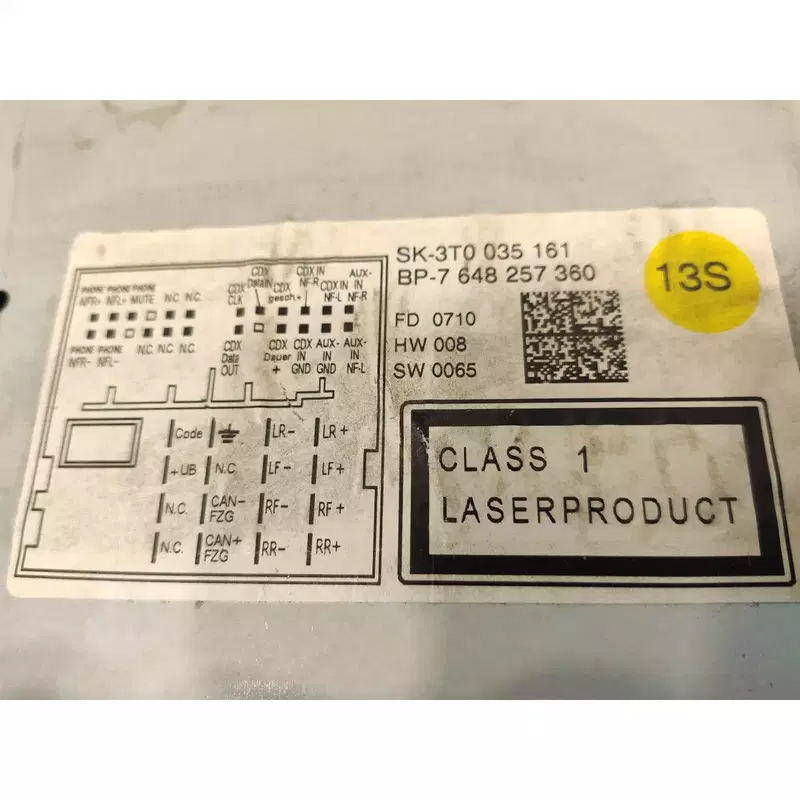 SK-3T0 035 161
BP-7 648 257 360
13S
FD 0710
HW 008
SW 0065
CLASS 1
LASERPRODUCT
PHONE PHONE PHONE
NFR+ NFL+ MUTE N.C. N.C.
PHONE PHONE
NFR- NFL- N.C. N.C. N.C.
CDX CLK
CDX DataIN
CDX gesch.+
CDX IN NF-R
CDX IN NF-L
AUX-IN NF-R
CDX Data OUT
CDX Dauer +
CDX IN GND
AUX-IN GND
AUX-IN NF-L
Code LR- LR+
+UB N.C. LF- LF+
N.C. CAN- FZG RF- RF+
N.C. CAN+ FZG RR- RR+